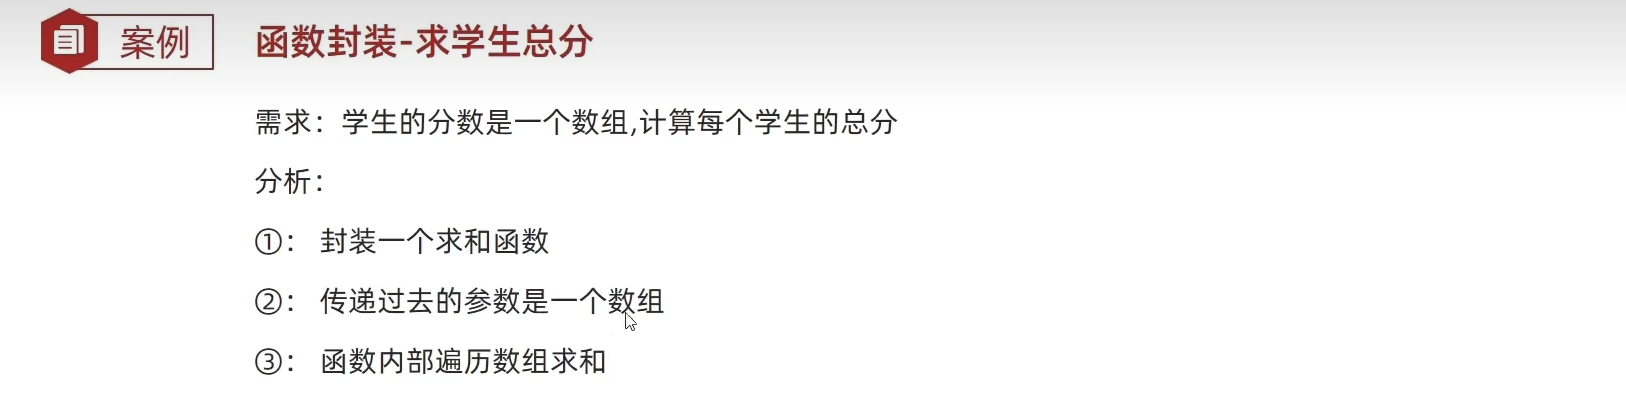 案例 函数封装-求学生总分
需求：学生的分数是一个数组,计算每个学生的总分
分析：
①： 封装一个求和函数
②： 传递过去的参数是一个数组
③： 函数内部遍历数组求和